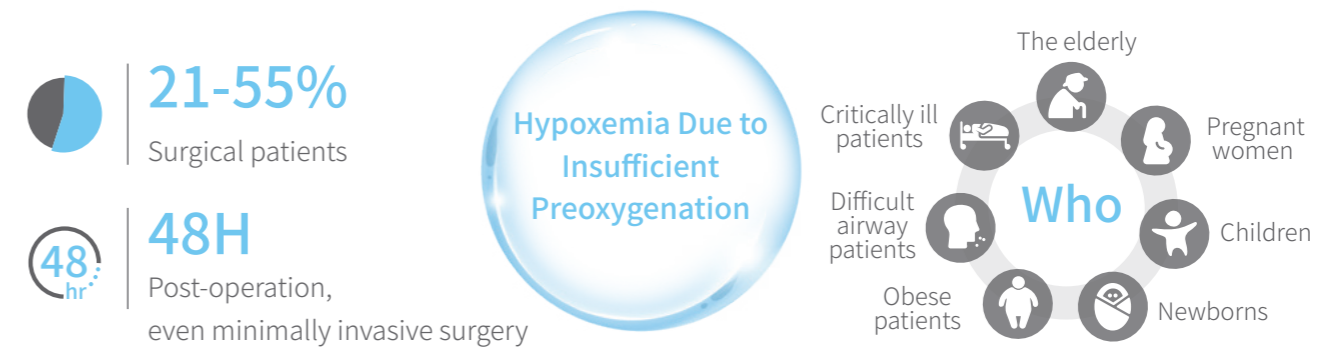 21-55%
Surgical patients
48
hr
48H
Post-operation,
even minimally invasive surgery
Hypoxemia Due to
Insufficient
Preoxygenation
Who
The elderly
Pregnant
women
Children
Newborns
Obese
patients
Difficult
airway
patients
Critically ill
patients